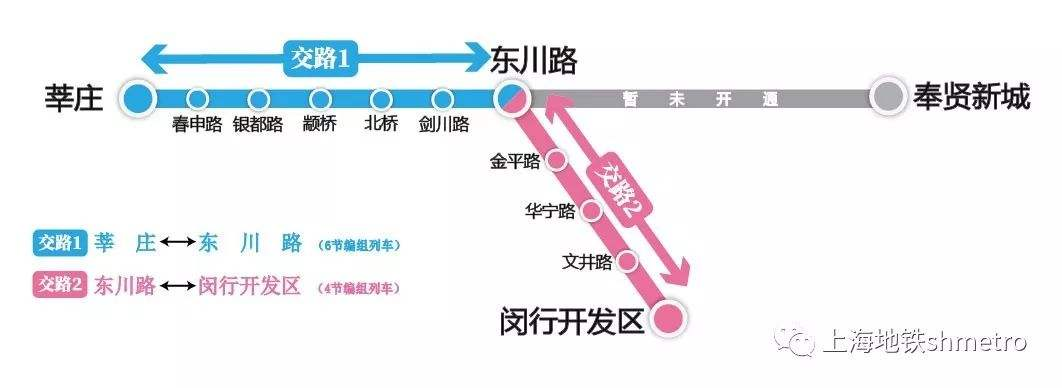 交路1
东川路
莘庄
暂未开通
奉贤新城
春申路
银都路
颛桥
北桥
剑川路
金平路
交路2
华宁路
文井路
闵行开发区
交路1 莘庄↔东川路 (6节编组列车)
交路2 东川路↔闵行开发区 (4节编组列车)
上海地铁shmetro